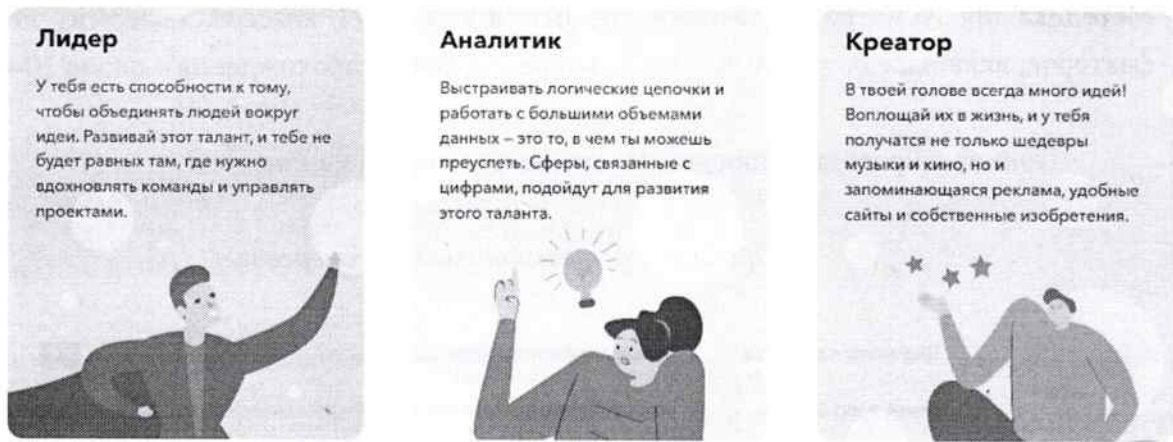 Лидер
У тебя есть способности к тому,
чтобы объединять людей вокруг
идеи. Развивай этот талант, и тебе не
будет равных там, где нужно
вдохновлять команды и управлять
проектами.
Аналитик
Выстраивать логические цепочки и
работать с большими объемами
данных – это то, в чем ты можешь
преуспеть. Сферы, связанные с
цифрами, подойдут для развития
этого таланта.
Креатор
В твоей голове всегда много идей!
Воплощай их в жизнь, и у тебя
получатся не только шедевры
музыки и кино, но и
запоминающаяся реклама, удобные
сайты и собственные изобретения.